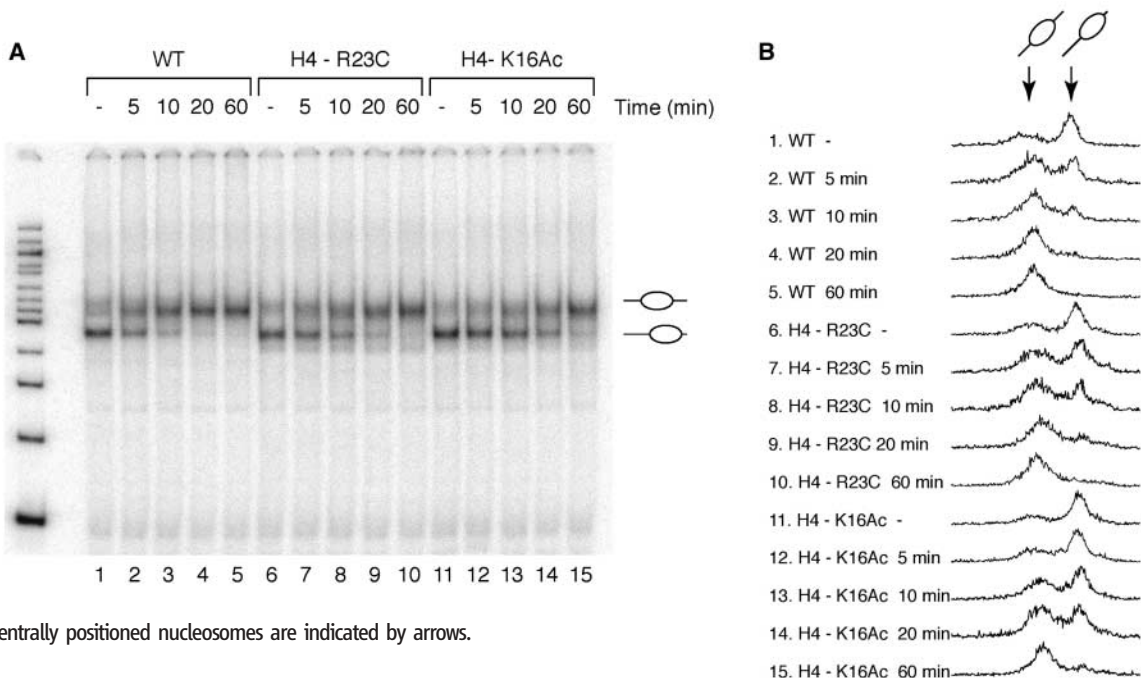 A
WT H4 - R23C H4- K16Ac
- 5 10 20 60 - 5 10 20 60 - 5 10 20 60 Time (min)
1 2 3 4 5 6 7 8 9 10 11 12 13 14 15
entrally positioned nucleosomes are indicated by arrows.
B
1. WT -
2. WT 5 min
3. WT 10 min
4. WT 20 min
5. WT 60 min
6. H4 - R23C -
7. H4 - R23C 5 min
8. H4 - R23C 10 min
9. H4 - R23C 20 min
10. H4 - R23C 60 min
11. H4 - K16Ac -
12. H4 - K16Ac 5 min
13. H4 - K16Ac 10 min
14. H4 - K16Ac 20 min
15. H4 - K16Ac 60 min